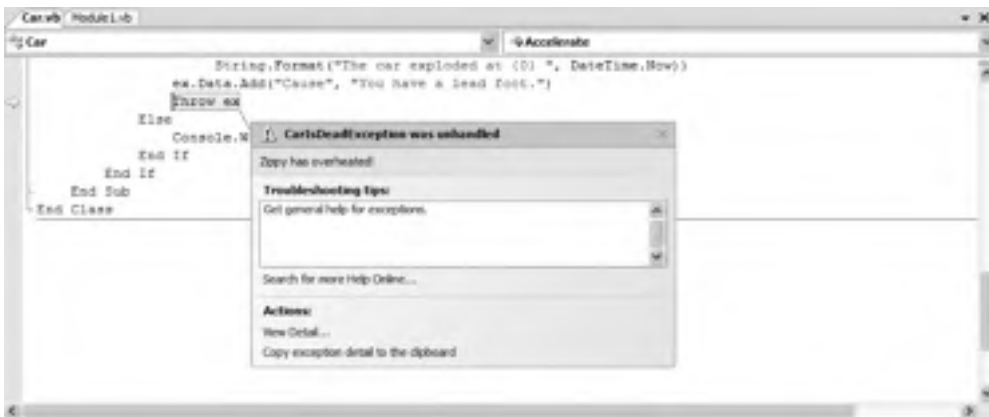 Car.vb Module1.vb
Car Accelerate
String.Format("The car exploded at {0} ", DateTime.Now))
ex.Data.Add("Cause", "You have a lead foot.")
Throw ex
Else
Console.W
End If
End If
End Sub
End Class
CarIsDeadException was unhandled
Zippy has overheated!
Troubleshooting tips:
Get general help for exceptions.
Search for more Help Online...
Actions:
View Detail...
Copy exception detail to the clipboard